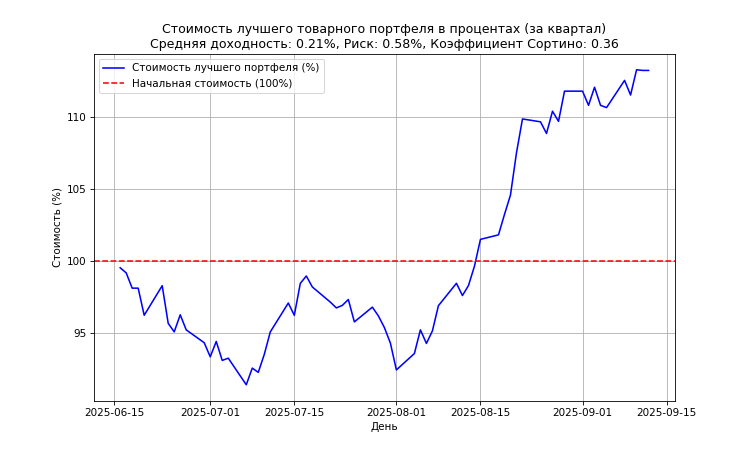 Стоимость лучшего товарного портфеля в процентах (за квартал)
Средняя доходность: 0.21%, Риск: 0.58%, Коэффициент Сортино: 0.36
Стоимость лучшего портфеля (%)
Начальная стоимость (100%)
Стоимость (%)
110
105
100
95
2025-06-15
2025-07-01
2025-07-15
2025-08-01
2025-08-15
2025-09-01
2025-09-15
День